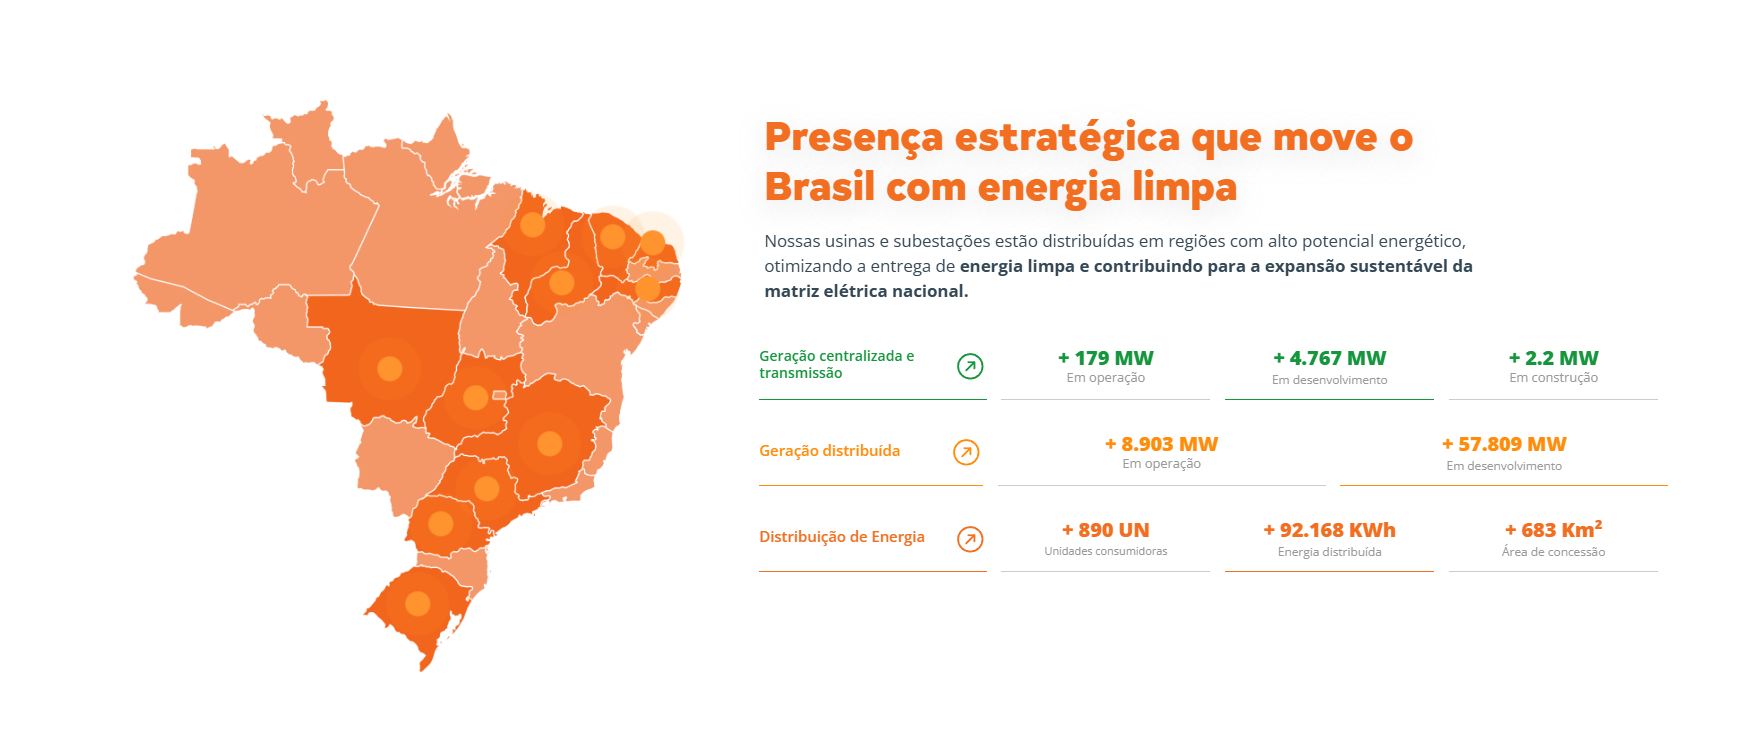 Presença estratégica que move o
Brasil com energia limpa
Nossas usinas e subestações estão distribuídas em regiões com alto potencial energético,
otimizando a entrega de energia limpa e contribuindo para a expansão sustentável da
matriz elétrica nacional.
Geração centralizada e
transmissão
+ 179 MW
Em operação
+ 4.767 MW
Em desenvolvimento
+ 2.2 MW
Em construção
Geração distribuída
+ 8.903 MW
Em operação
+ 57.809 MW
Em desenvolvimento
Distribuição de Energia
+ 890 UN
Unidades consumidoras
+ 92.168 KWh
Energia distribuída
+ 683 Km²
Área de concessão